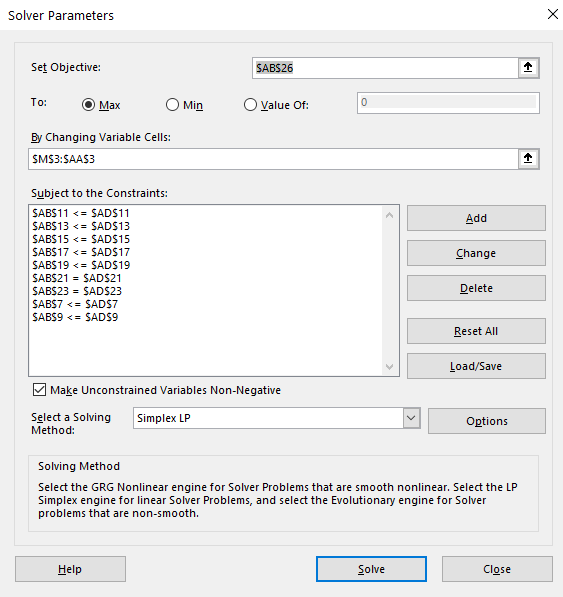 Solver Parameters
Set Objective:
$AB$26
To:
Max
Min
Value Of:
0
By Changing Variable Cells:
$M$3:$AA$3
Subject to the Constraints:
$AB$11 <= $AD$11
$AB$13 <= $AD$13
$AB$15 <= $AD$15
$AB$17 <= $AD$17
$AB$19 <= $AD$19
$AB$21 = $AD$21
$AB$23 = $AD$23
$AB$7 <= $AD$7
$AB$9 <= $AD$9
Add
Change
Delete
Reset All
Load/Save
Make Unconstrained Variables Non-Negative
Select a Solving
Method:
Simplex LP
Options
Solving Method
Select the GRG Nonlinear engine for Solver Problems that are smooth nonlinear. Select the LP
Simplex engine for linear Solver Problems, and select the Evolutionary engine for Solver
problems that are non-smooth.
Help
Solve
Close